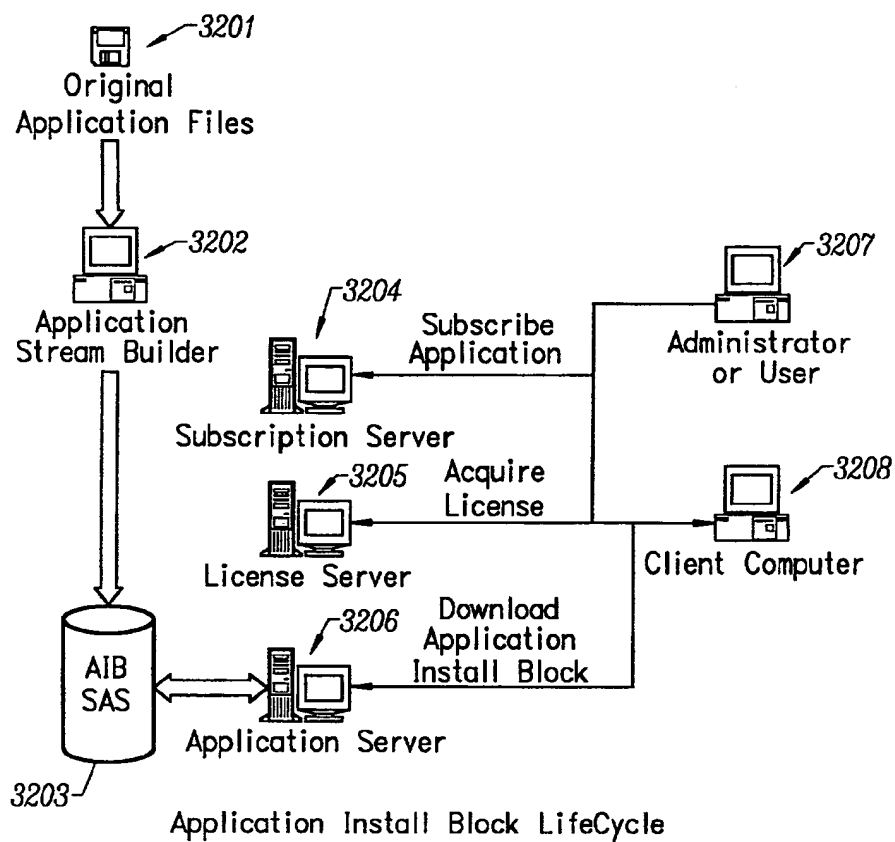 3201
Original
Application Files
3202
Application
Stream Builder
3204
Subscribe
Application
3207
Administrator
or User
Subscription Server
3205
Acquire
License
3208
License Server
Client Computer
3206
Download
Application
Install Block
AIB
SAS
Application Server
3203
Application Install Block LifeCycle